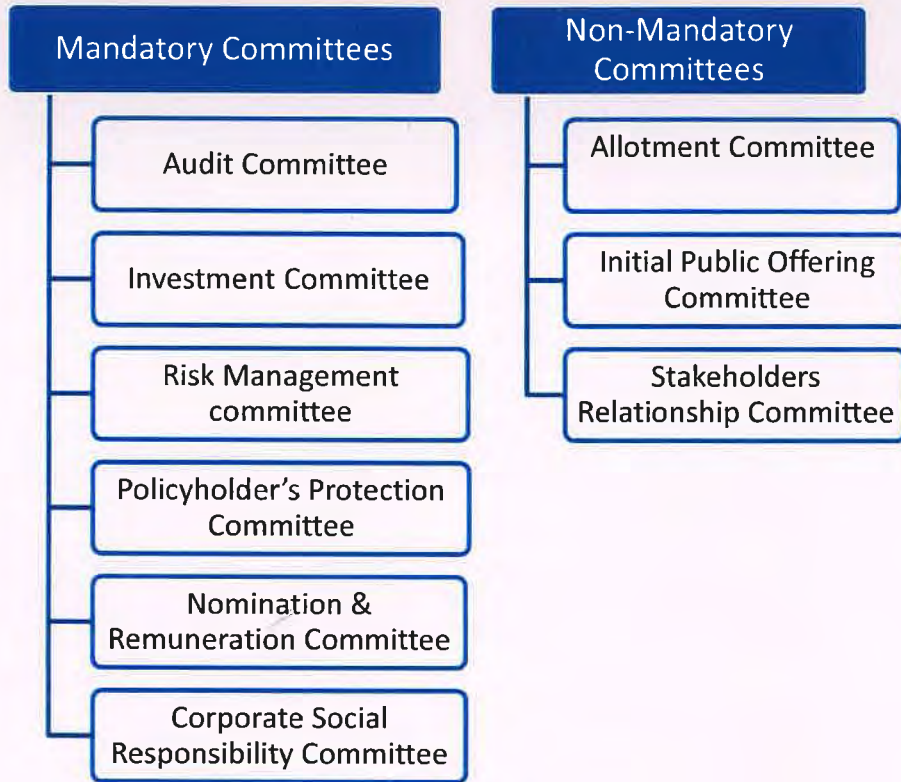 Mandatory Committees
Audit Committee
Investment Committee
Risk Management
committee
Policyholder’s Protection
Committee
Nomination &
Remuneration Committee
Corporate Social
Responsibility Committee
Non-Mandatory
Committees
Allotment Committee
Initial Public Offering
Committee
Stakeholders
Relationship Committee